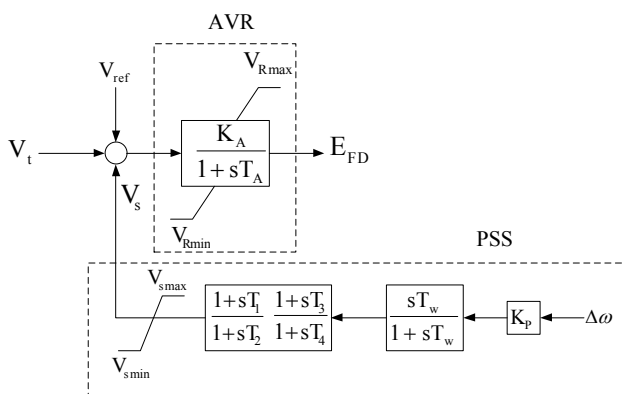 AVR
V_Rmax
V_ref
K_A
1 + sT_A
V_t
E_FD
V_s
V_Rmin
PSS
V_smax
1+sT_1 1+sT_3
1+sT_2 1+sT_4
sT_w
1 + sT_w
K_P
Δω
V_smin